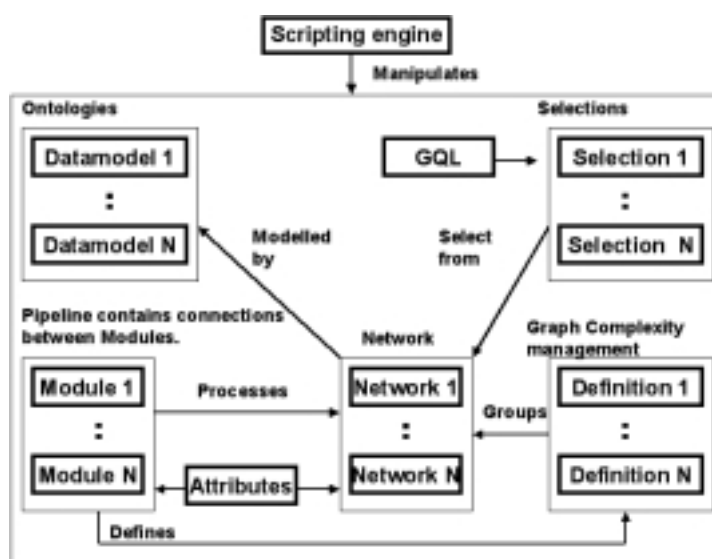 Scripting engine
Manipulates
Ontologies
Selections
Datamodel 1
:
Datamodel N
GQL
Selection 1
:
Selection N
Modelled
by
Select
from
Pipeline contains connections
between Modules.
Network
Graph Complexity
management
Module 1
:
Module N
Processes
Network 1
:
Network N
Groups
Definition 1
:
Definition N
Attributes
Defines